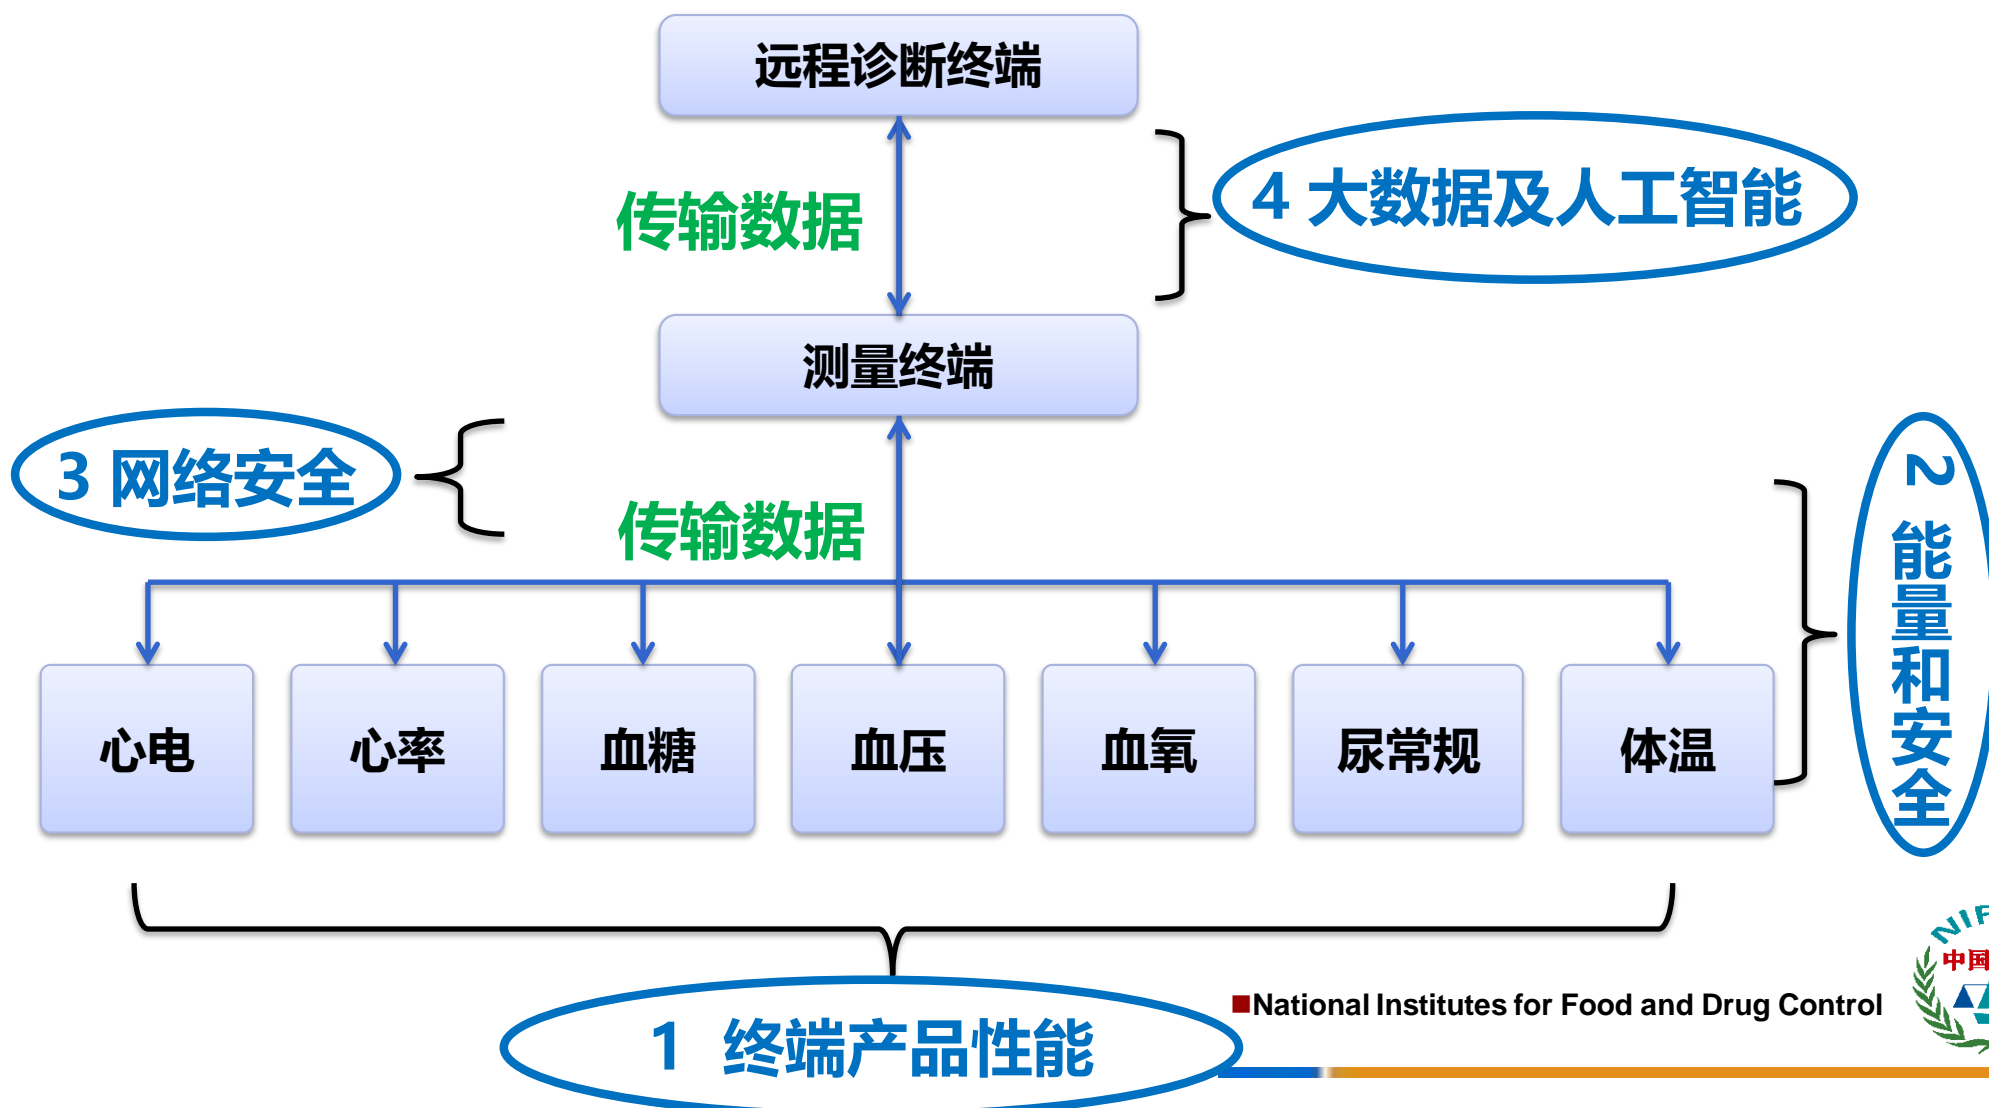 远程诊断终端
4 大数据及人工智能
传输数据
测量终端
3 网络安全
传输数据
2 能量和安全
心电
心率
血糖
血压
血氧
尿常规
体温
1 终端产品性能
National Institutes for Food and Drug Control
中国